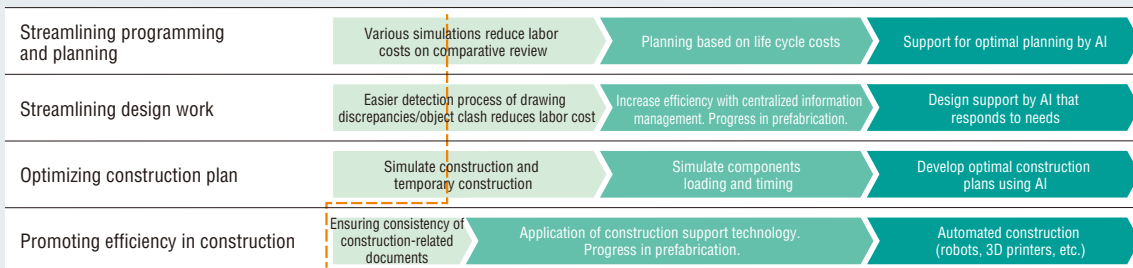 Streamlining programming
and planning
Various simulations reduce labor
costs on comparative review
Planning based on life cycle costs
Support for optimal planning by AI
Streamlining design work
Easier detection process of drawing
discrepancies/object clash reduces labor cost
Increase efficiency with centralized information
management. Progress in prefabrication.
Design support by AI that
responds to needs
Optimizing construction plan
Simulate construction and
temporary construction
Simulate components
loading and timing
Develop optimal construction
plans using AI
Promoting efficiency in construction
Ensuring consistency of
construction-related
documents
Application of construction support technology.
Progress in prefabrication.
Automated construction
(robots, 3D printers, etc.)